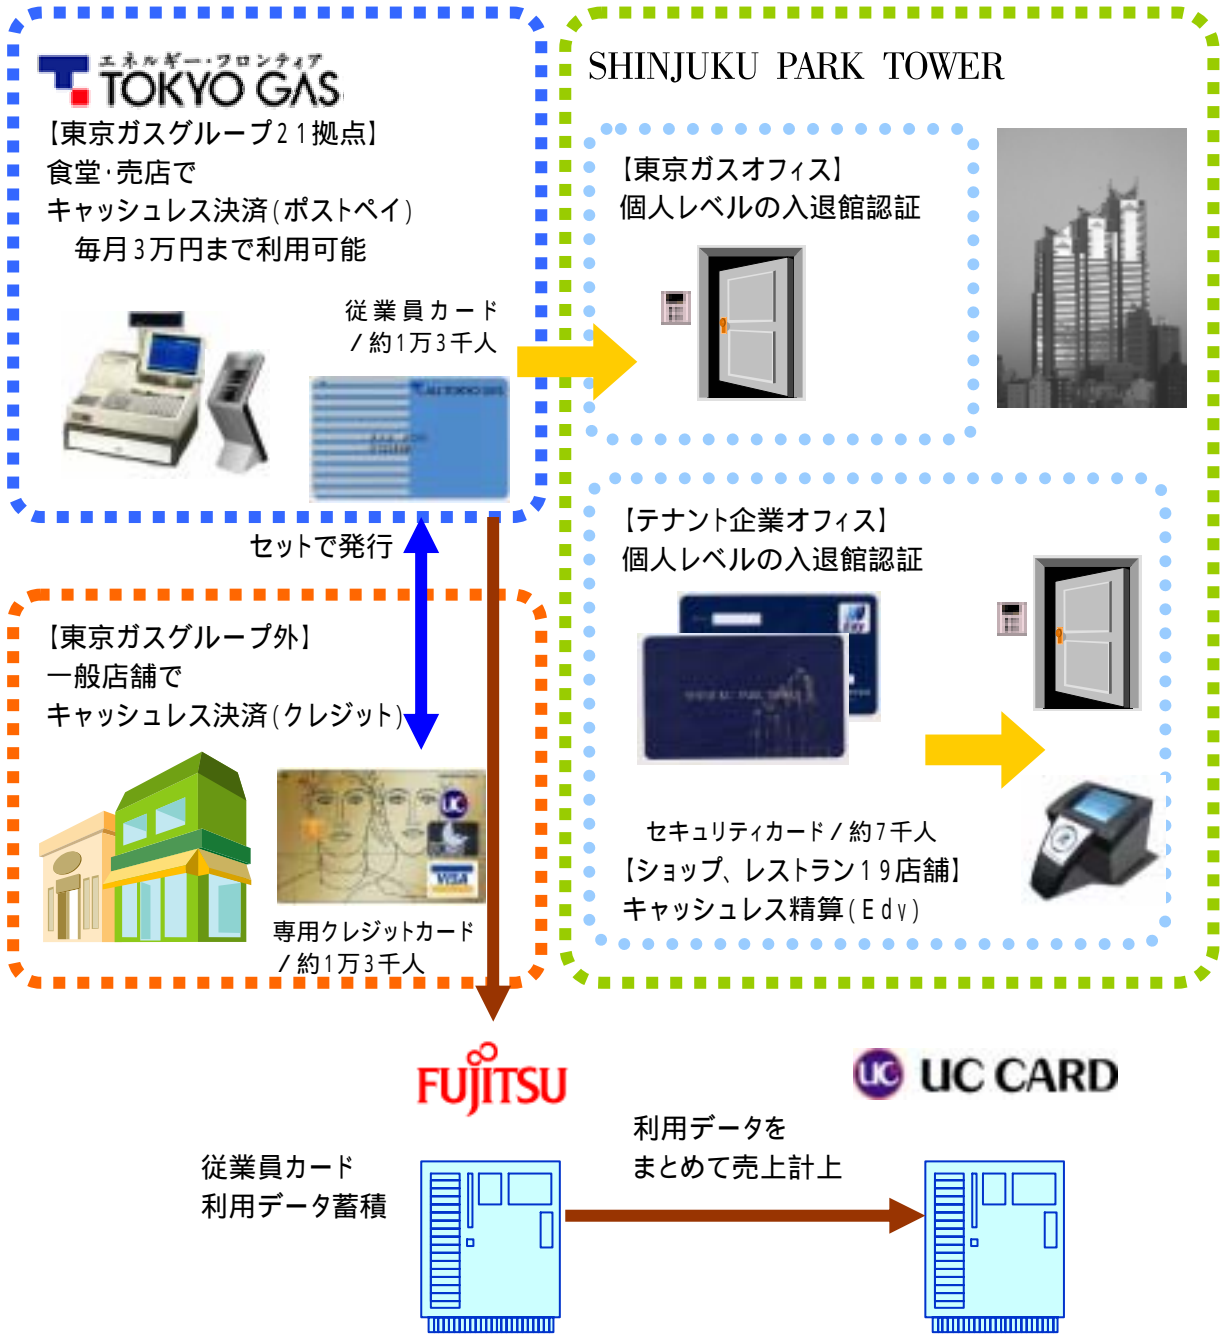 エネルギー・フロンティア
TOKYO GAS
【東京ガスグループ21拠点】
食堂・売店で
キャッシュレス決済(ポストペイ)
毎月3万円まで利用可能
従業員カード
/約1万3千人
セットで発行
【東京ガスグループ外】
一般店舗で
キャッシュレス決済(クレジット)
UC
VISA
専用クレジットカード
/約1万3千人
SHINJUKU PARK TOWER
【東京ガスオフィス】
個人レベルの入退館認証
【テナント企業オフィス】
個人レベルの入退館認証
SHINJUKU PARK TOWER
セキュリティカード/約7千人
【ショップ、レストラン19店舗】
キャッシュレス精算(Edy)
FUJITSU
UC UC CARD
従業員カード
利用データ蓄積
利用データを
まとめて売上計上